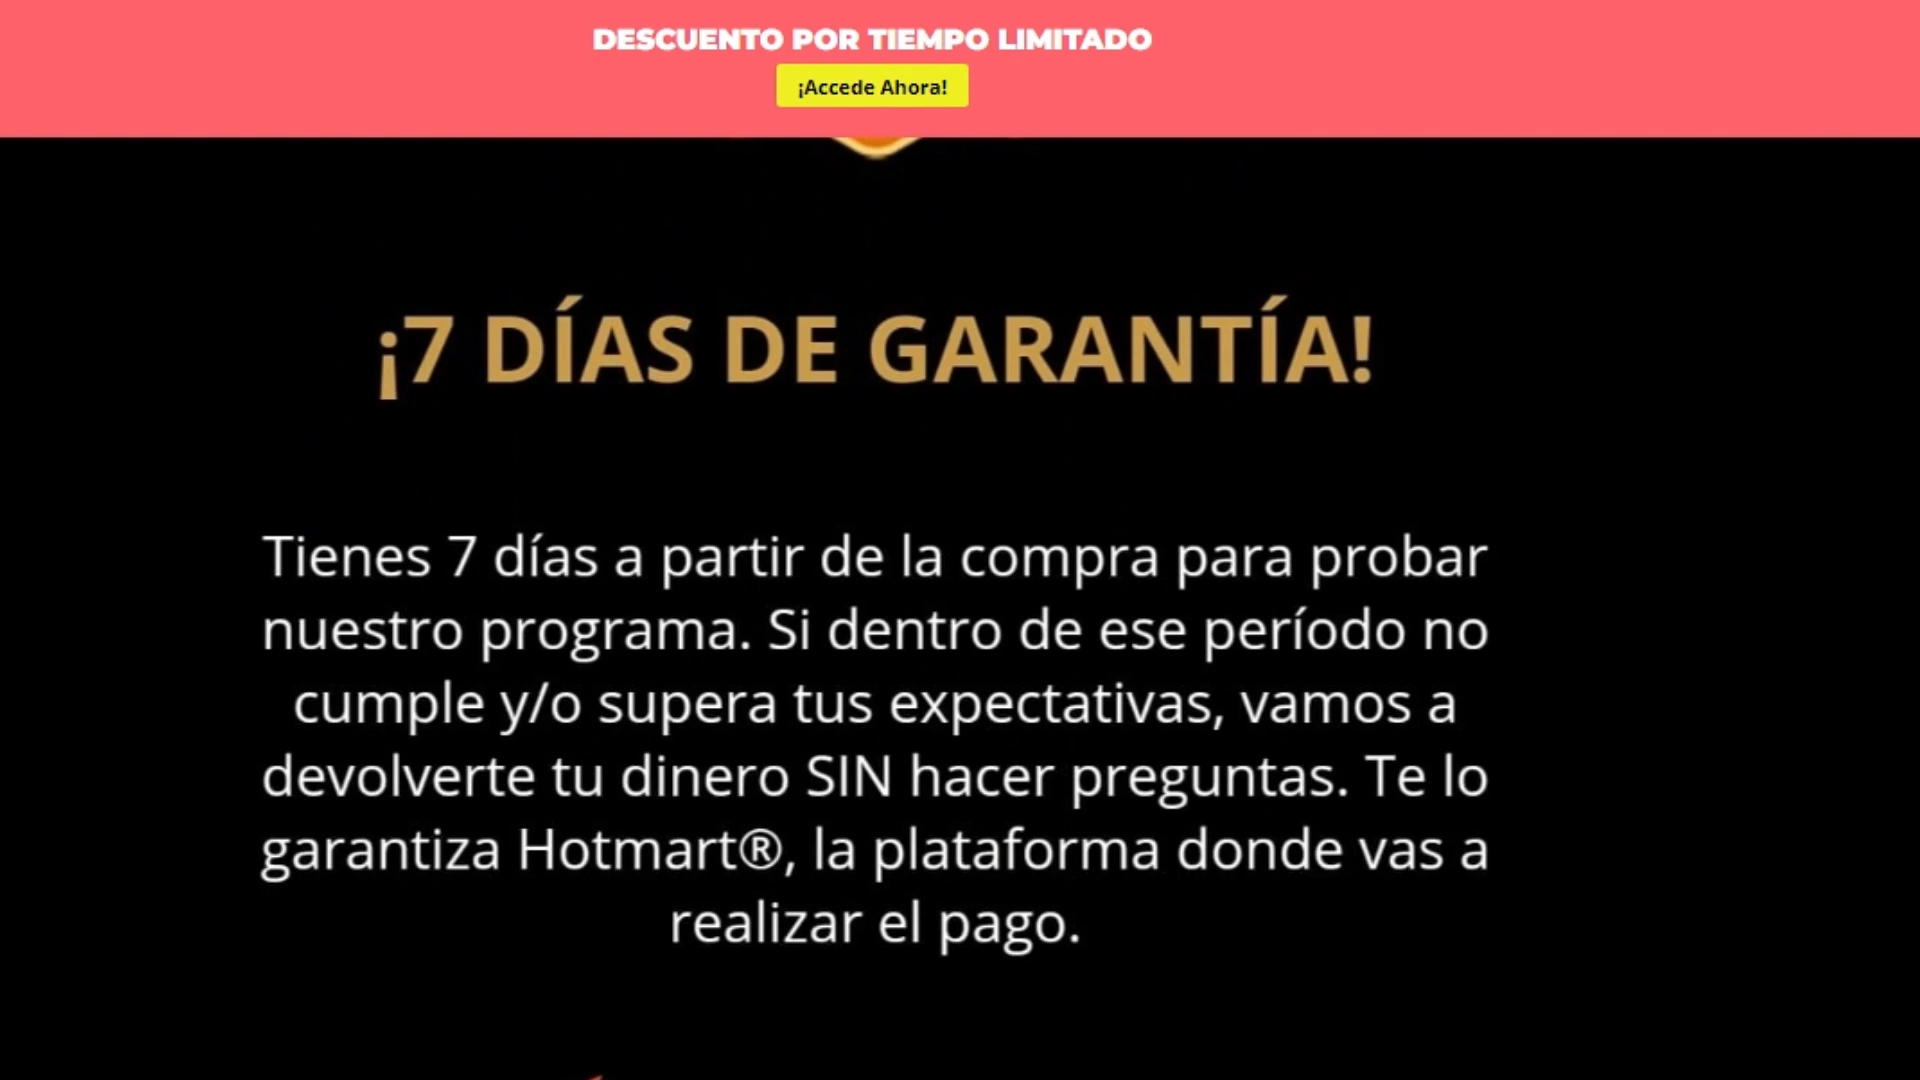 DESCUENTO POR TIEMPO LIMITADO
¡Accede Ahora!
¡7 DÍAS DE GARANTÍA!
Tienes 7 días a partir de la compra para probar
nuestro programa. Si dentro de ese período no
cumple y/o supera tus expectativas, vamos a
devolverte tu dinero SIN hacer preguntas. Te lo
garantiza Hotmart®, la plataforma donde vas a
realizar el pago.